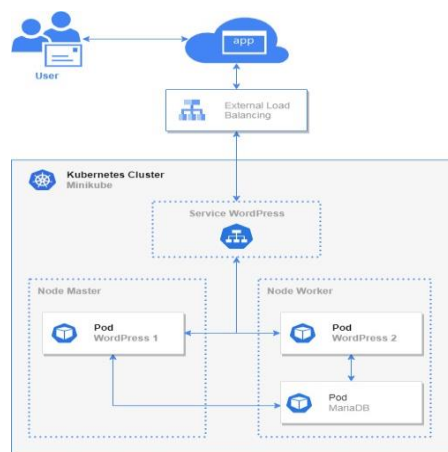 app
User
External Load
Balancing
Kubernetes Cluster
Minikube
Service WordPress
Node Master
Node Worker
Pod
WordPress 1
Pod
WordPress 2
Pod
MariaDB